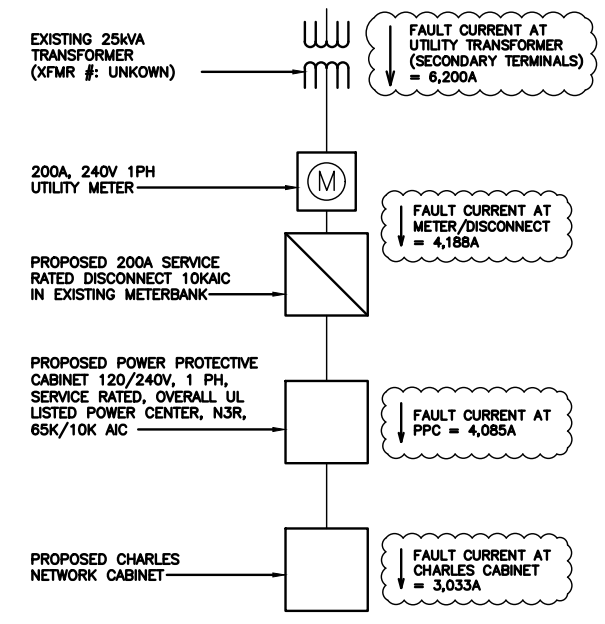 EXISTING 25kVA
TRANSFORMER
(XFMR #: UNKOWN)
FAULT CURRENT AT
UTILITY TRANSFORMER
(SECONDARY TERMINALS)
= 6,200A
200A, 240V 1PH
UTILITY METER
M
FAULT CURRENT AT
METER/DISCONNECT
= 4,188A
PROPOSED 200A SERVICE
RATED DISCONNECT 10KAIC
IN EXISTING METERBANK
PROPOSED POWER PROTECTIVE
CABINET 120/240V, 1 PH,
SERVICE RATED, OVERALL UL
LISTED POWER CENTER, N3R,
65K/10K AIC
FAULT CURRENT AT
PPC = 4,085A
PROPOSED CHARLES
NETWORK CABINET
FAULT CURRENT AT
CHARLES CABINET
= 3,033A